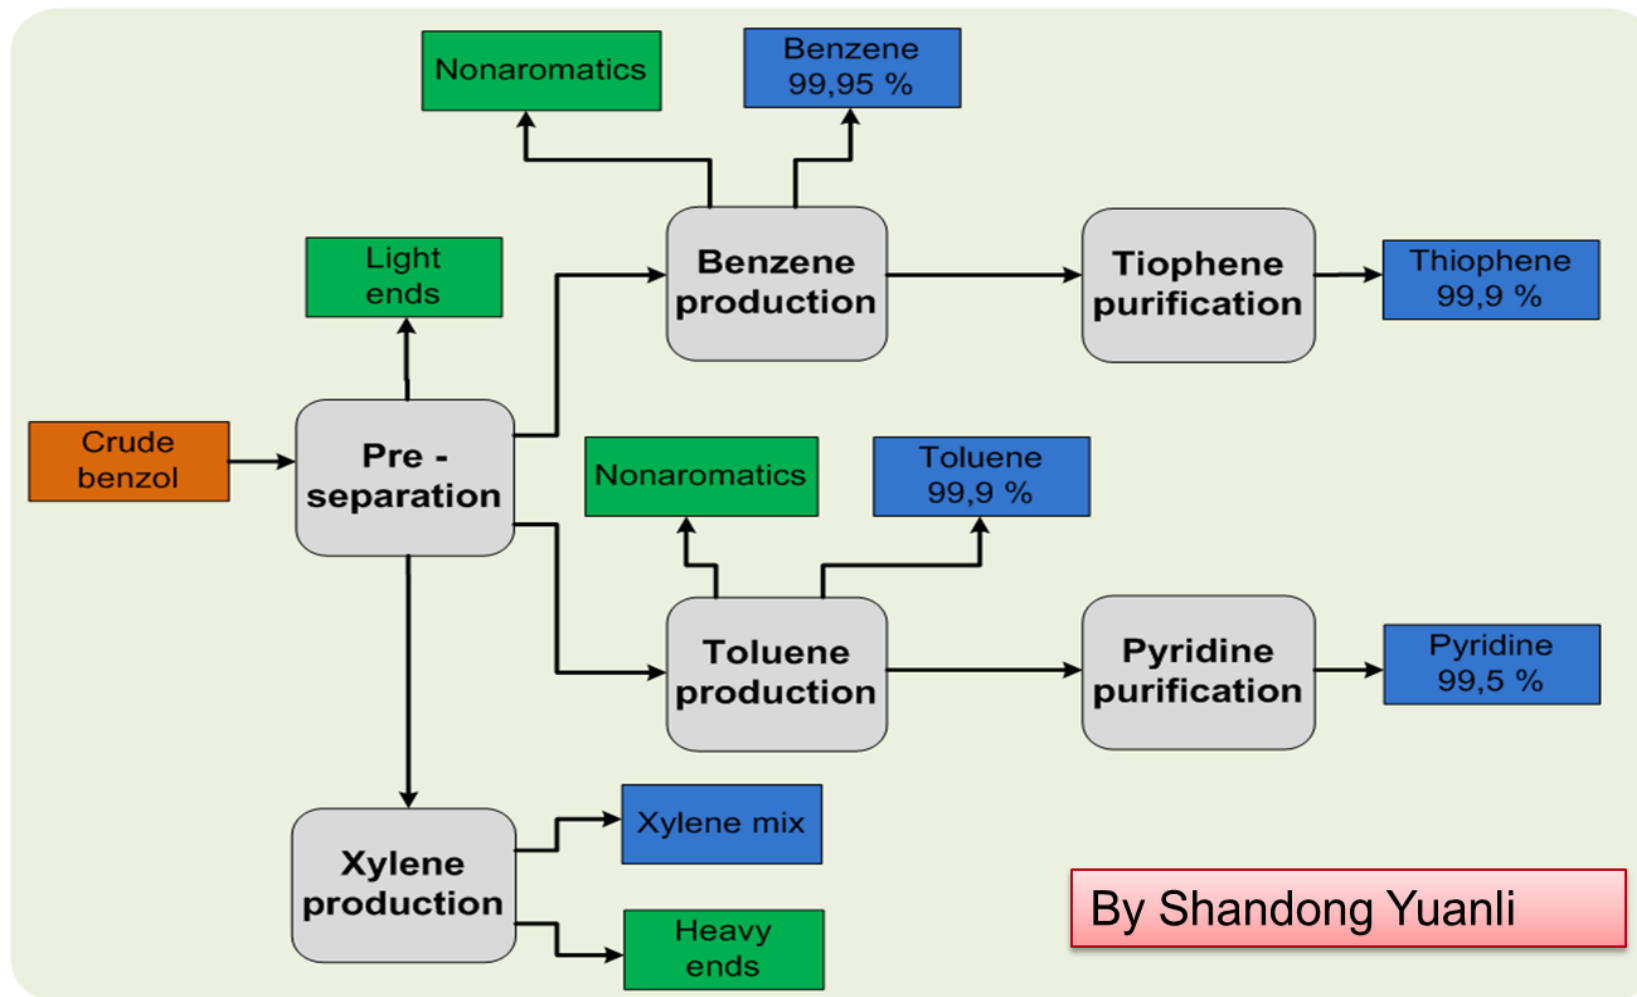 Nonaromatics
Benzene
99,95 %
Light
ends
Benzene
production
Tiophene
purification
Thiophene
99,9 %
Crude
benzol
Pre -
separation
Nonaromatics
Toluene
99,9 %
Toluene
production
Pyridine
purification
Pyridine
99,5 %
Xylene
production
Xylene mix
Heavy
ends
By Shandong Yuanli